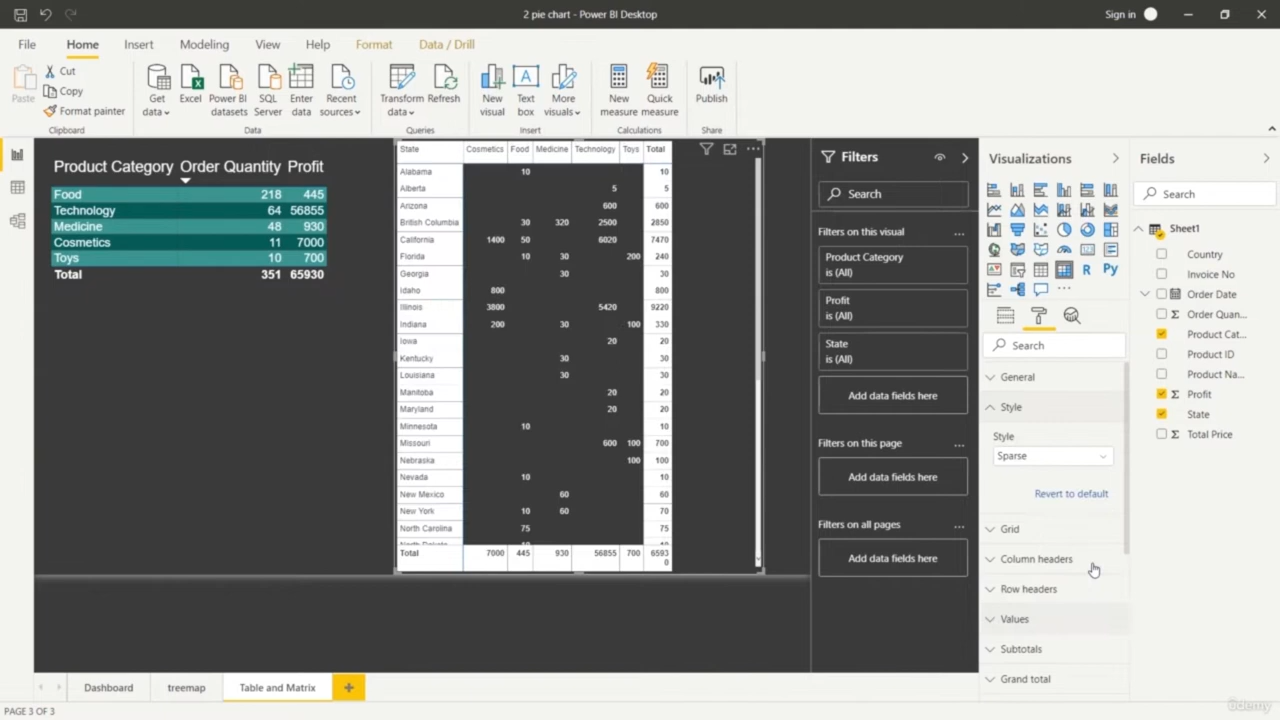 2 pie chart - Power BI Desktop
Sign in
File Home Insert Modeling View Help Format Data / Drill
Paste
Cut
Copy
Format painter
Clipboard
Get data
Excel
Power BI datasets
SQL Server
Enter data
Recent sources
Data
Transform data
Refresh
Queries
New visual
Text box
More visuals
Insert
New measure
Quick measure
Calculations
Publish
Share
Product Category Order Quantity Profit
Food 218 445
Technology 64 56855
Medicine 48 930
Cosmetics 11 7000
Toys 10 700
Total 351 65930
State Cosmetics Food Medicine Technology Toys Total
Alabama 10 10
Alberta 5 5
Arizona 600 600
British Columbia 30 320 2500 2850
California 1400 50 6020 7470
Florida 10 30 200 240
Georgia 30 30
Idaho 800 800
Illinois 3800 5420 9220
Indiana 200 30 100 330
Iowa 20 20
Kentucky 30 30
Louisiana 30 30
Manitoba 20 20
Maryland 20 20
Minnesota 10 10
Missouri 600 100 700
Nebraska 100 100
Nevada 10 10
New Mexico 60 60
New York 10 60 70
North Carolina 75 75
Total 7000 445 930 56855 700 6593
0
Filters
Search
Filters on this visual ...
Product Category
is (All)
Profit
is (All)
State
is (All)
Add data fields here
Filters on this page ...
Add data fields here
Filters on all pages ...
Add data fields here
Visualizations
R Py
...
Search
General
Style
Style
Sparse
Revert to default
Grid
Column headers
Row headers
Values
Subtotals
Grand total
Fields
Search
Sheet1
Country
Invoice No
Order Date
Σ Order Quan...
Product Cat...
Product ID
Product Na...
Σ Profit
State
Σ Total Price
Dashboard treemap Table and Matrix +
PAGE 3 OF 3
ûdemy